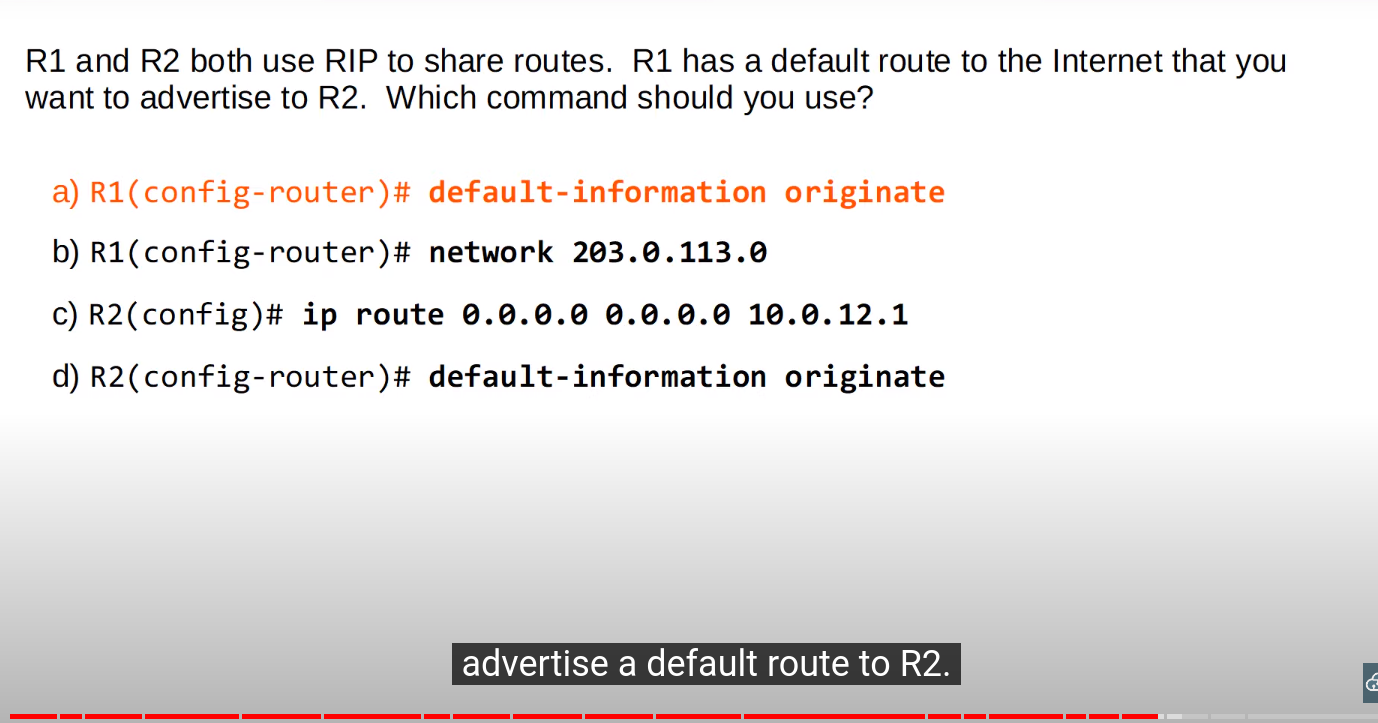 R1 and R2 both use RIP to share routes.  R1 has a default route to the Internet that you
want to advertise to R2.  Which command should you use?
a) R1(config-router)# default-information originate
b) R1(config-router)# network 203.0.113.0
c) R2(config)# ip route 0.0.0.0 0.0.0.0 10.0.12.1
d) R2(config-router)# default-information originate
advertise a default route to R2.